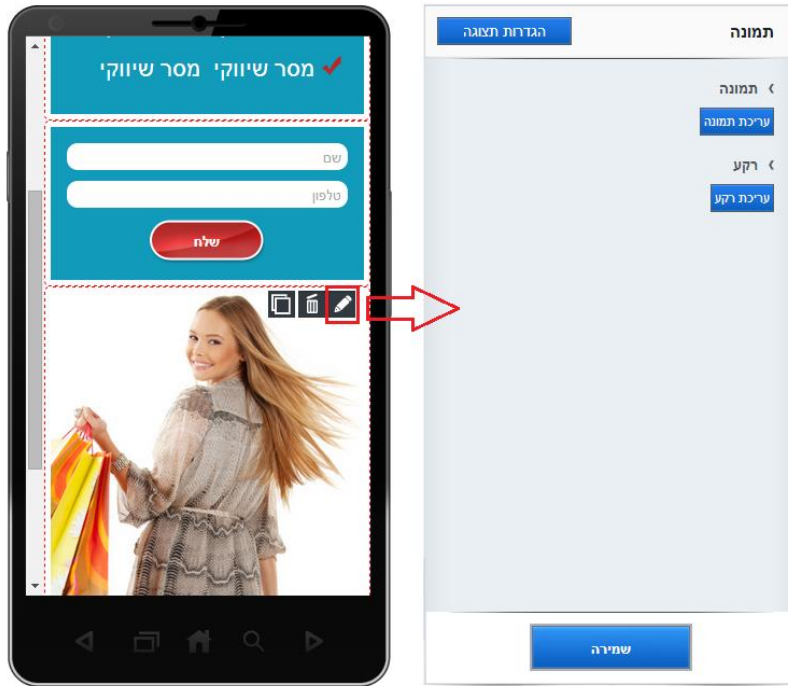 מסר שיווקי מסר שיווקי
שם
טלפון
שלח
תמונה
הגדרות תצוגה
תמונה
עריכת תמונה
רקע
עריכת רקע
שמירה